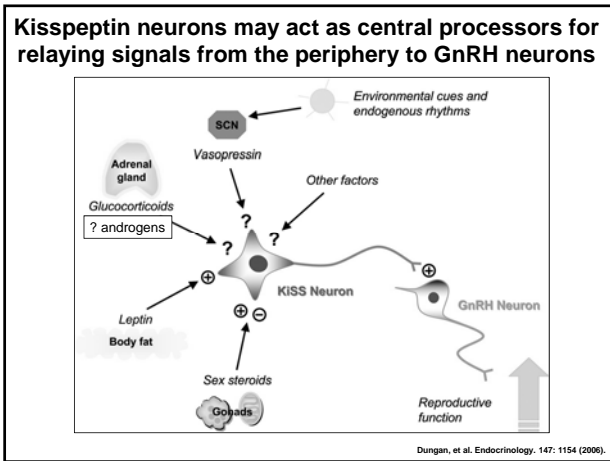 Kisspeptin neurons may act as central processors for
relaying signals from the periphery to GnRH neurons
Environmental cues and
endogenous rhythms
SCN
Vasopressin
Adrenal
gland
Other factors
Glucocorticoids
? androgens
?
?
?
+
KiSS Neuron
+
GnRH Neuron
Leptin
Body fat
+ −
Sex steroids
Gonads
Reproductive
function
Dungan, et al. Endocrinology. 147: 1154 (2006).